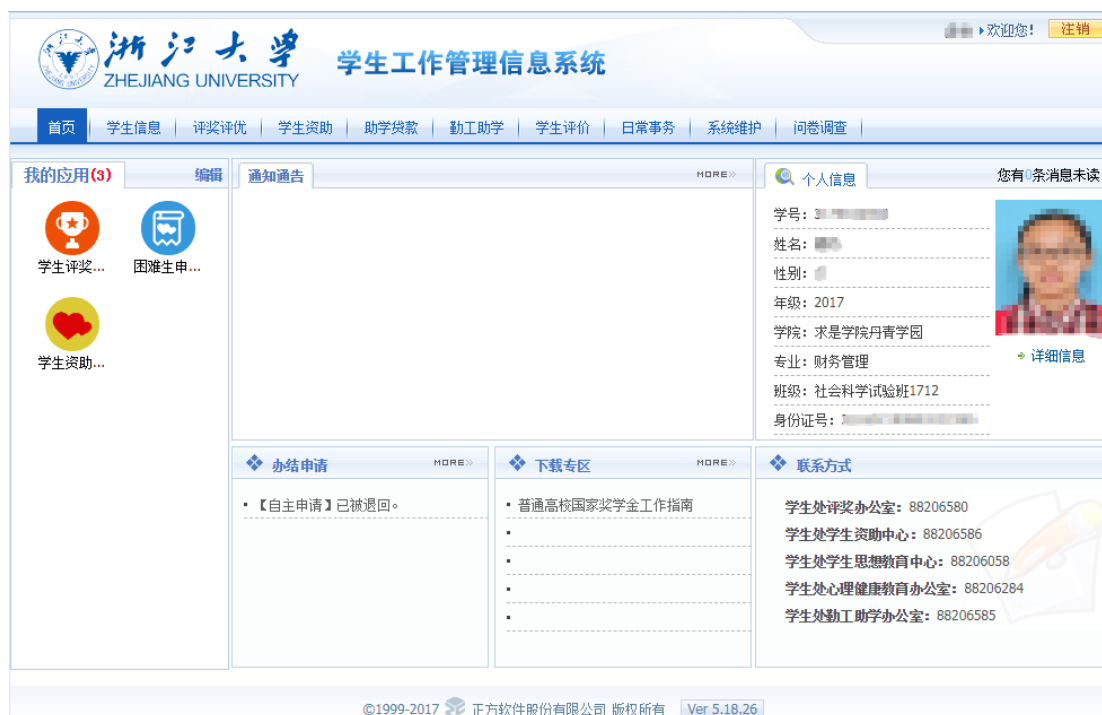 浙江大学
ZHEJIANG UNIVERSITY
学生工作管理信息系统
欢迎您! 注销
首页 学生信息 评奖评优 学生资助 助学贷款 勤工助学 学生评价 日常事务 系统维护 问卷调查
我的应用(3) 编辑
学生评奖... 困难生申...
学生资助...
通知通告 MORE»
个人信息 您有0条消息未读
学号:
姓名:
性别:
年级: 2017
学院: 求是学院丹青学园
专业: 财务管理
班级: 社会科学试验班1712
身份证号:
详细信息
办结申请 MORE»
【自主申请】已被退回。
下载专区 MORE»
普通高校国家奖学金工作指南
联系方式
学生处评奖办公室: 88206580
学生处学生资助中心: 88206586
学生处学生思想教育中心: 88206058
学生处心理健康教育办公室: 88206284
学生处勤工助学办公室: 88206585
©1999-2017 正方软件股份有限公司 版权所有 Ver 5.18.26